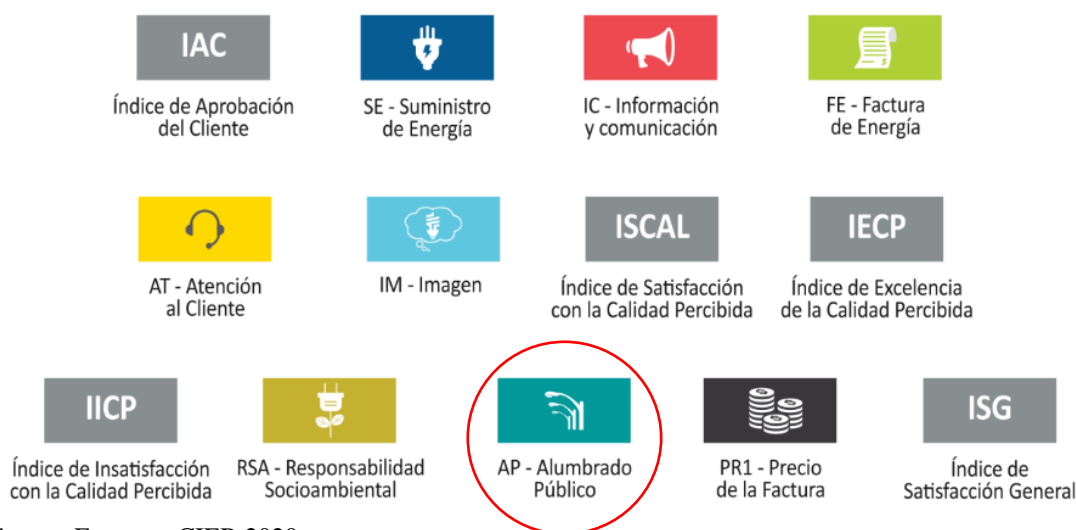 IAC
Índice de Aprobación
del Cliente
SE - Suministro
de Energía
IC - Información
y comunicación
FE - Factura
de Energía
AT - Atención
al Cliente
IM - Imagen
ISCAL
Índice de Satisfacción
con la Calidad Percibida
IECP
Índice de Excelencia
de la Calidad Percibida
IICP
Índice de Insatisfacción
con la Calidad Percibida
RSA - Responsabilidad
Socioambiental
AP - Alumbrado
Público
PR1 - Precio
de la Factura
ISG
Índice de
Satisfacción General